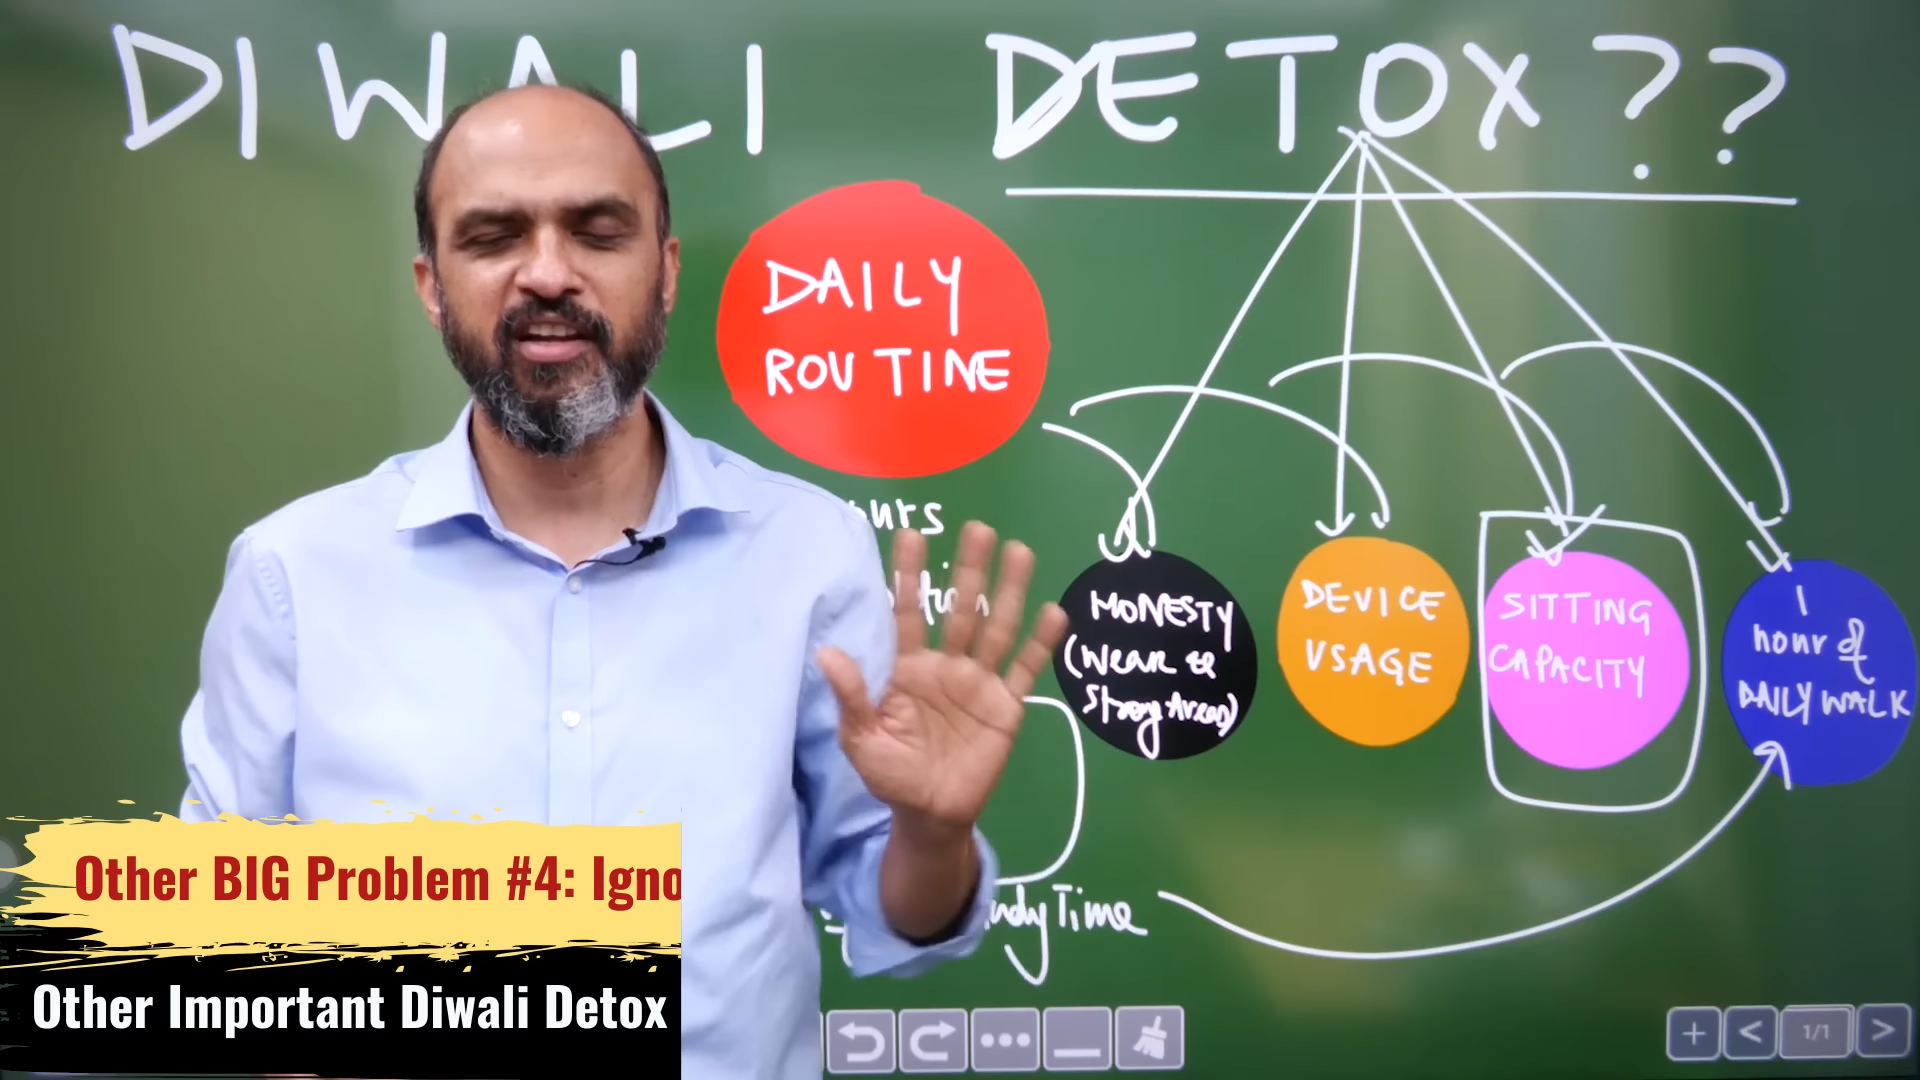 DIWALI DETOX ??
DAILY
ROUTINE
HONESTY
(Weak &
Strong Areas)
DEVICE
USAGE
SITTING
CAPACITY
1
hour of
DAILY WALK
Time
Other BIG Problem #4: Igno
Other Important Diwali Detox
1/1